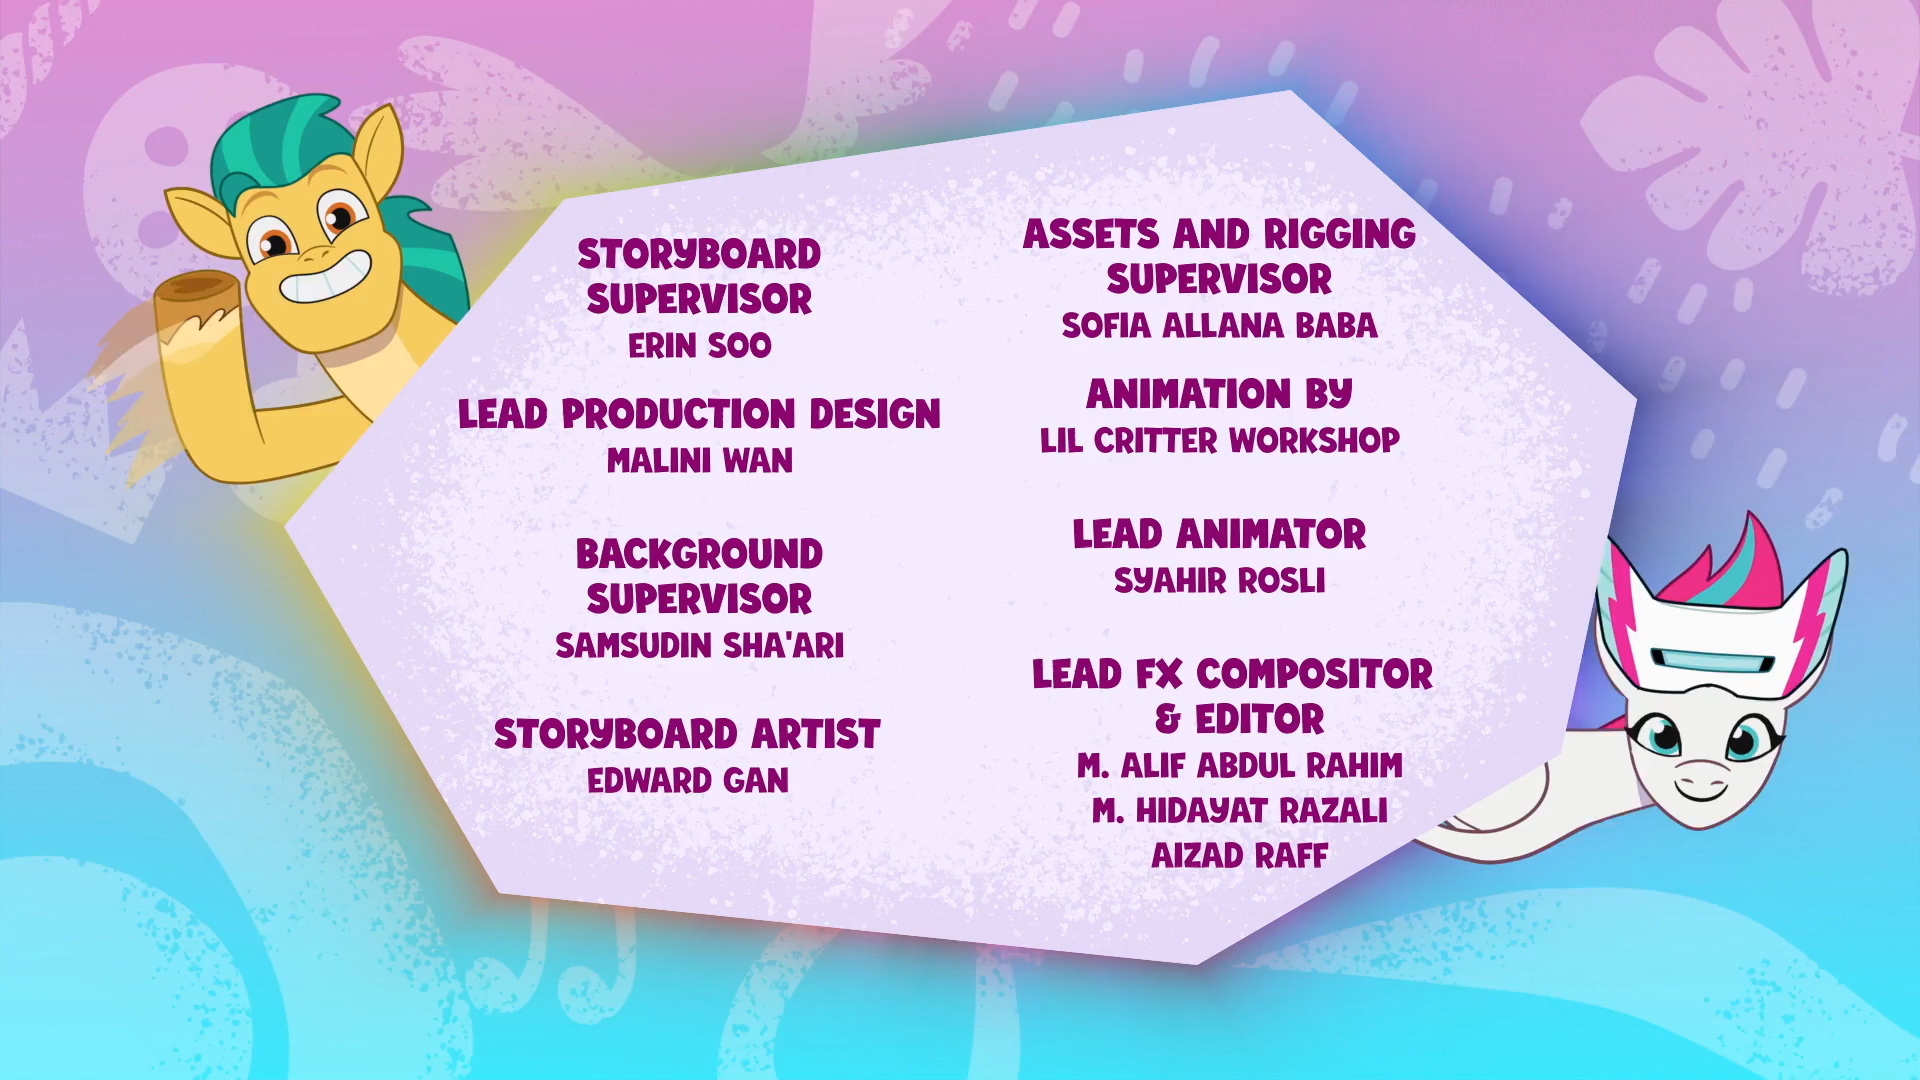 STORYBOARD
SUPERVISOR
ERIN SOO
LEAD PRODUCTION DESIGN
MALINI WAN
BACKGROUND
SUPERVISOR
SAMSUDIN SHA'ARI
STORYBOARD ARTIST
EDWARD GAN
ASSETS AND RIGGING
SUPERVISOR
SOFIA ALLANA BABA
ANIMATION BY
LIL CRITTER WORKSHOP
LEAD ANIMATOR
SYAHIR ROSLI
LEAD FX COMPOSITOR
& EDITOR
M. ALIF ABDUL RAHIM
M. HIDAYAT RAZALI
AIZAD RAFF